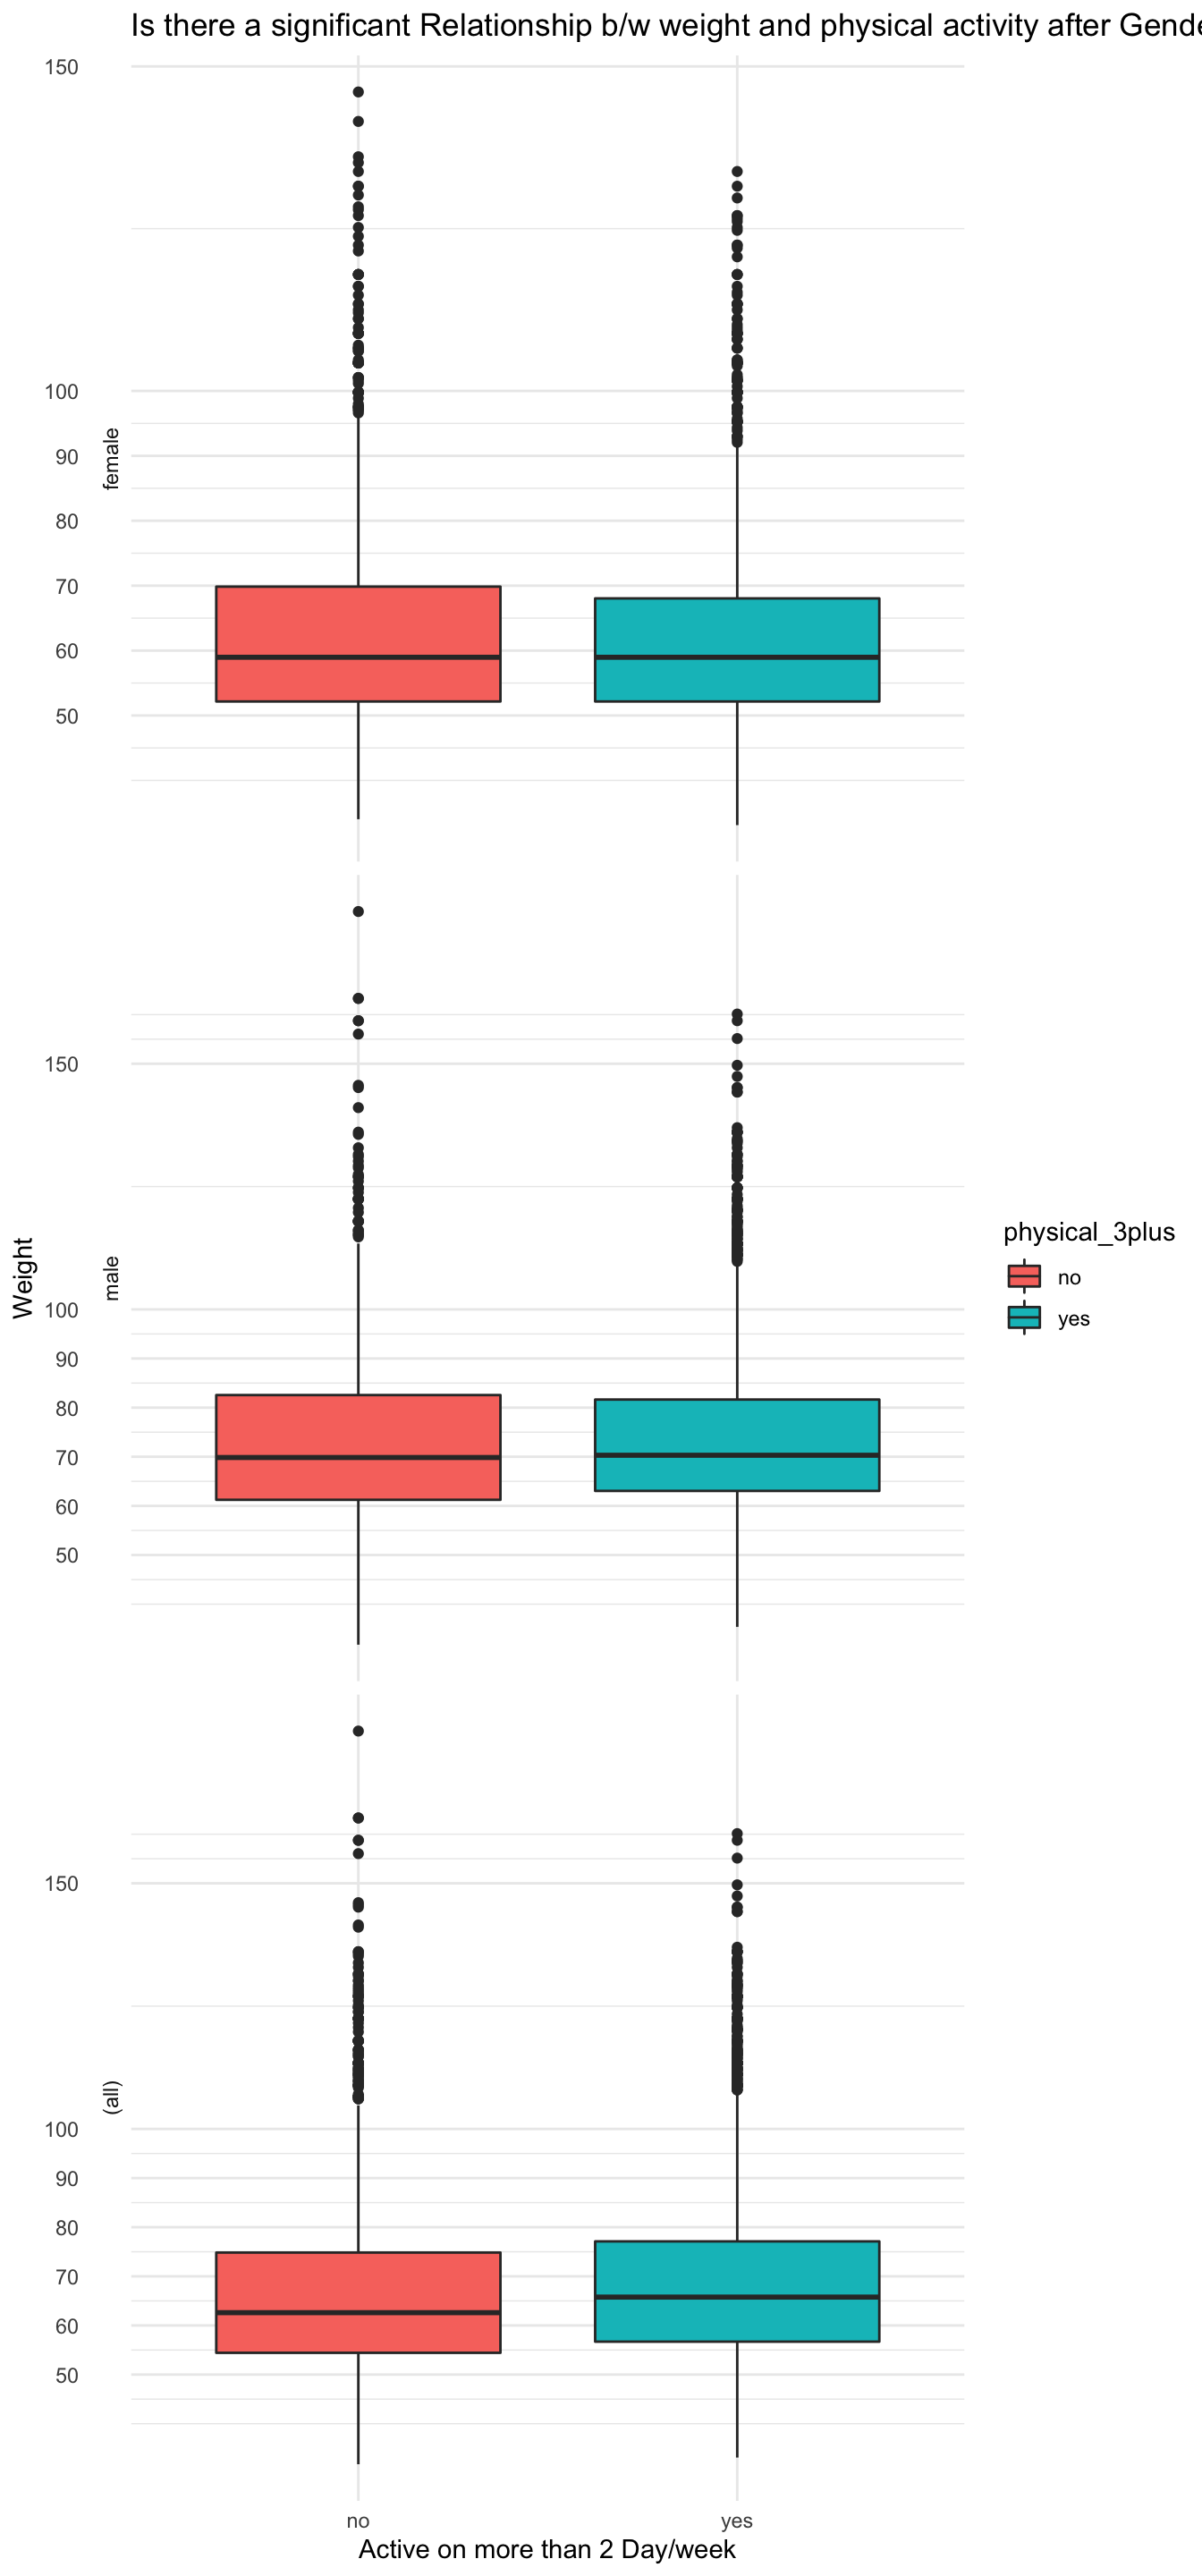 Is there a significant Relationship b/w weight and physical activity after Gende
150
100
90
80
70
60
50
female
150
100
90
80
70
60
50
male
Weight
150
100
90
80
70
60
50
(all)
no
yes
Active on more than 2 Day/week
physical_3plus
no
yes